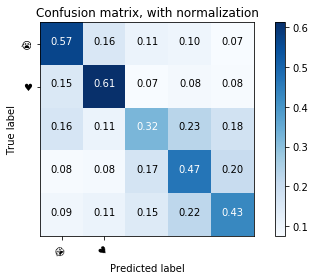 Confusion matrix, with normalization
0.57 0.16 0.11 0.10 0.07
0.15 0.61 0.07 0.08 0.08
0.16 0.11 0.32 0.23 0.18
0.08 0.08 0.17 0.47 0.20
0.09 0.11 0.15 0.22 0.43
True label
Predicted label
0.6
0.5
0.4
0.3
0.2
0.1